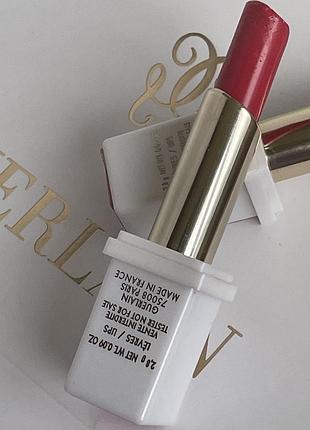 ERLAIN
GUERLAIN
75008 PARIS
MADE IN FRANCE
VENTE INTERDITE
TESTER NOT FOR SALE
LÈVRES / LIPS
2.8 g NET WT. 0.09 OZ.